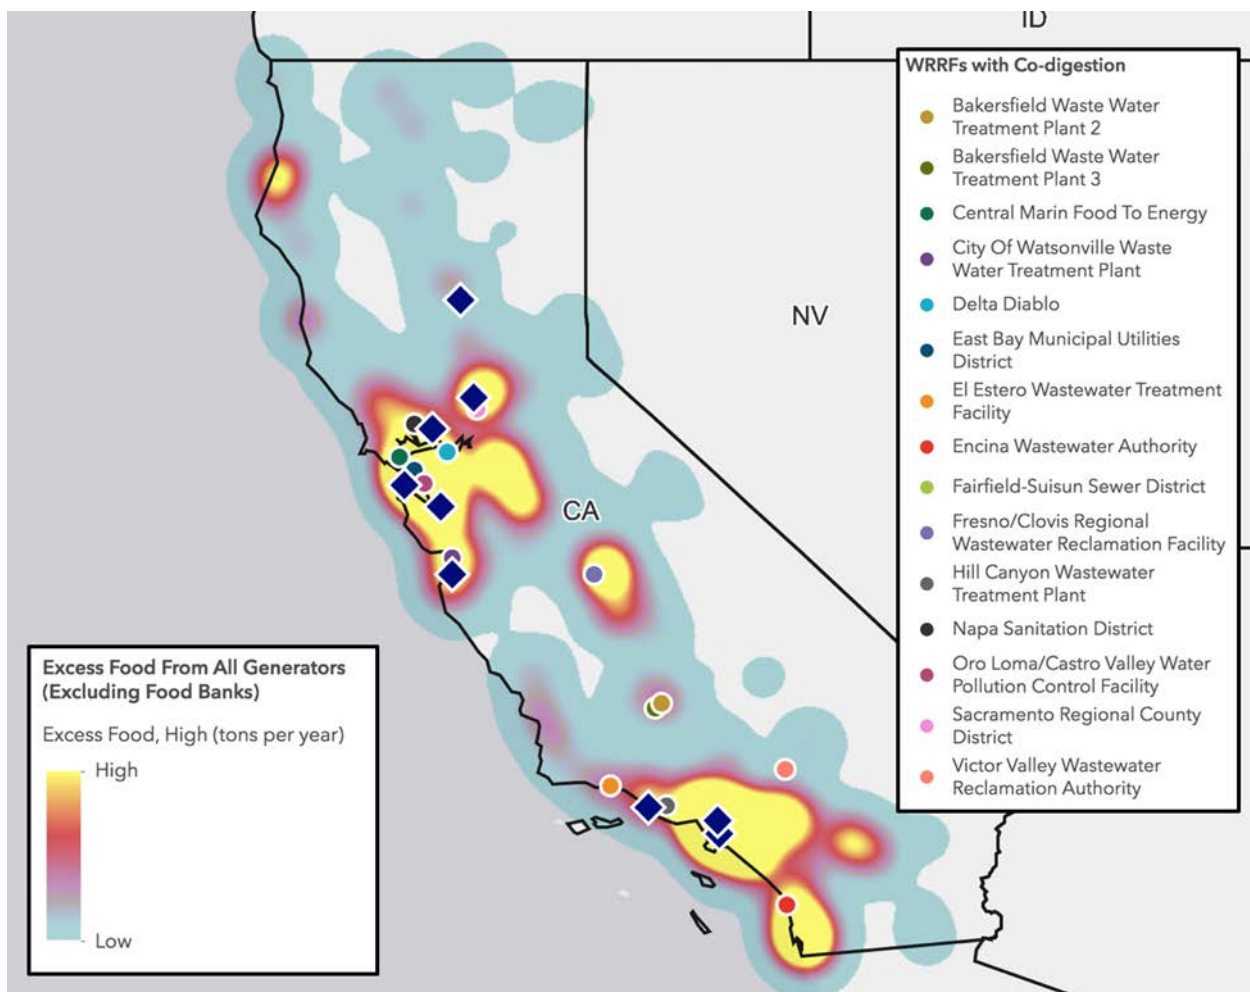 ID
WRRFs with Co-digestion
Bakersfield Waste Water
Treatment Plant 2
Bakersfield Waste Water
Treatment Plant 3
Central Marin Food To Energy
City Of Watsonville Waste
Water Treatment Plant
Delta Diablo
East Bay Municipal Utilities
District
El Estero Wastewater Treatment
Facility
Encina Wastewater Authority
Fairfield-Suisun Sewer District
Fresno/Clovis Regional
Wastewater Reclamation Facility
Hill Canyon Wastewater
Treatment Plant
Napa Sanitation District
Oro Loma/Castro Valley Water
Pollution Control Facility
Sacramento Regional County
District
Victor Valley Wastewater
Reclamation Authority
NV
CA
Excess Food From All Generators
(Excluding Food Banks)
Excess Food, High (tons per year)
High
Low